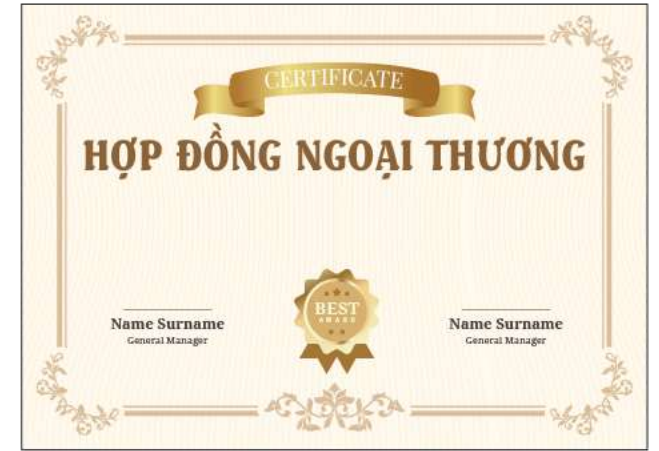 CERTIFICATE
HỢP ĐỒNG NGOẠI THƯƠNG
BEST
AWARD
Name Surname
General Manager
Name Surname
General Manager